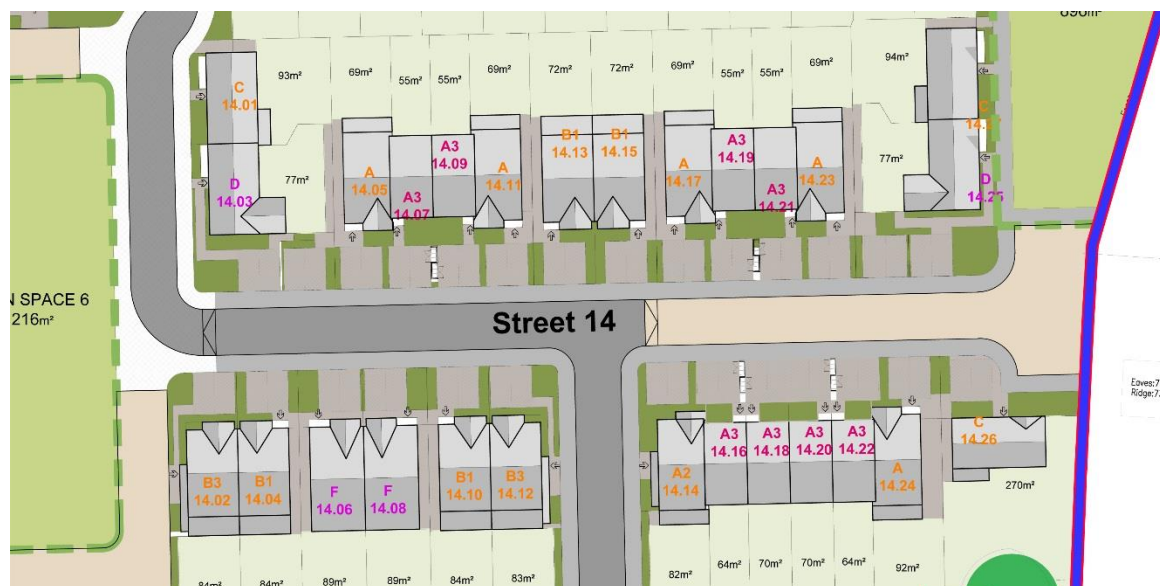 896m²
93m²
69m²
55m²
55m²
69m²
72m²
72m²
69m²
55m²
55m²
69m²
94m²
C
14.01
C
D
14.03
77m²
A
14.05
A3
14.07
A3
14.09
A
14.11
B1
14.13
B1
14.15
A
14.17
A3
14.19
A3
14.21
A
14.23
77m²
D
14.25
N SPACE 6
216m²
Street 14
Eaves:7
Ridge:7
B3
14.02
B1
14.04
F
14.06
F
14.08
B1
14.10
B3
14.12
A2
14.14
A3
14.16
A3
14.18
A3
14.20
A3
14.22
A
14.24
C
14.26
270m²
84m²
84m²
89m²
89m²
84m²
83m²
82m²
64m²
70m²
70m²
64m²
92m²